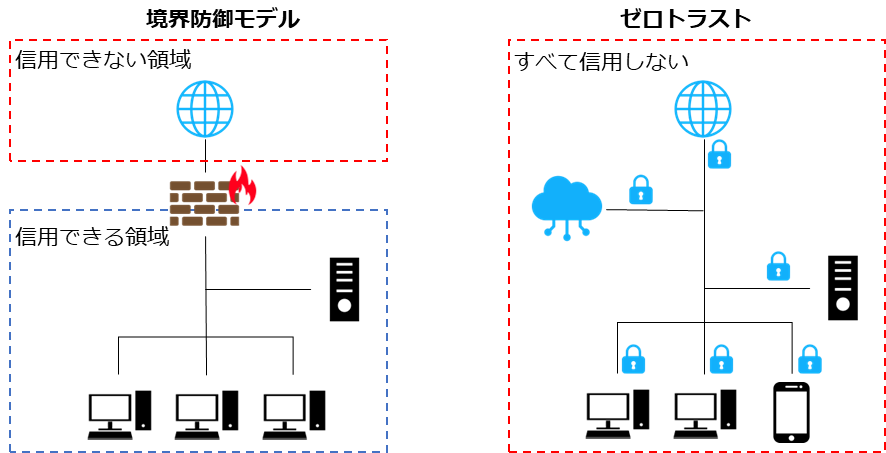 境界防御モデル
信用できない領域
信用できる領域
ゼロトラスト
すべて信用しない